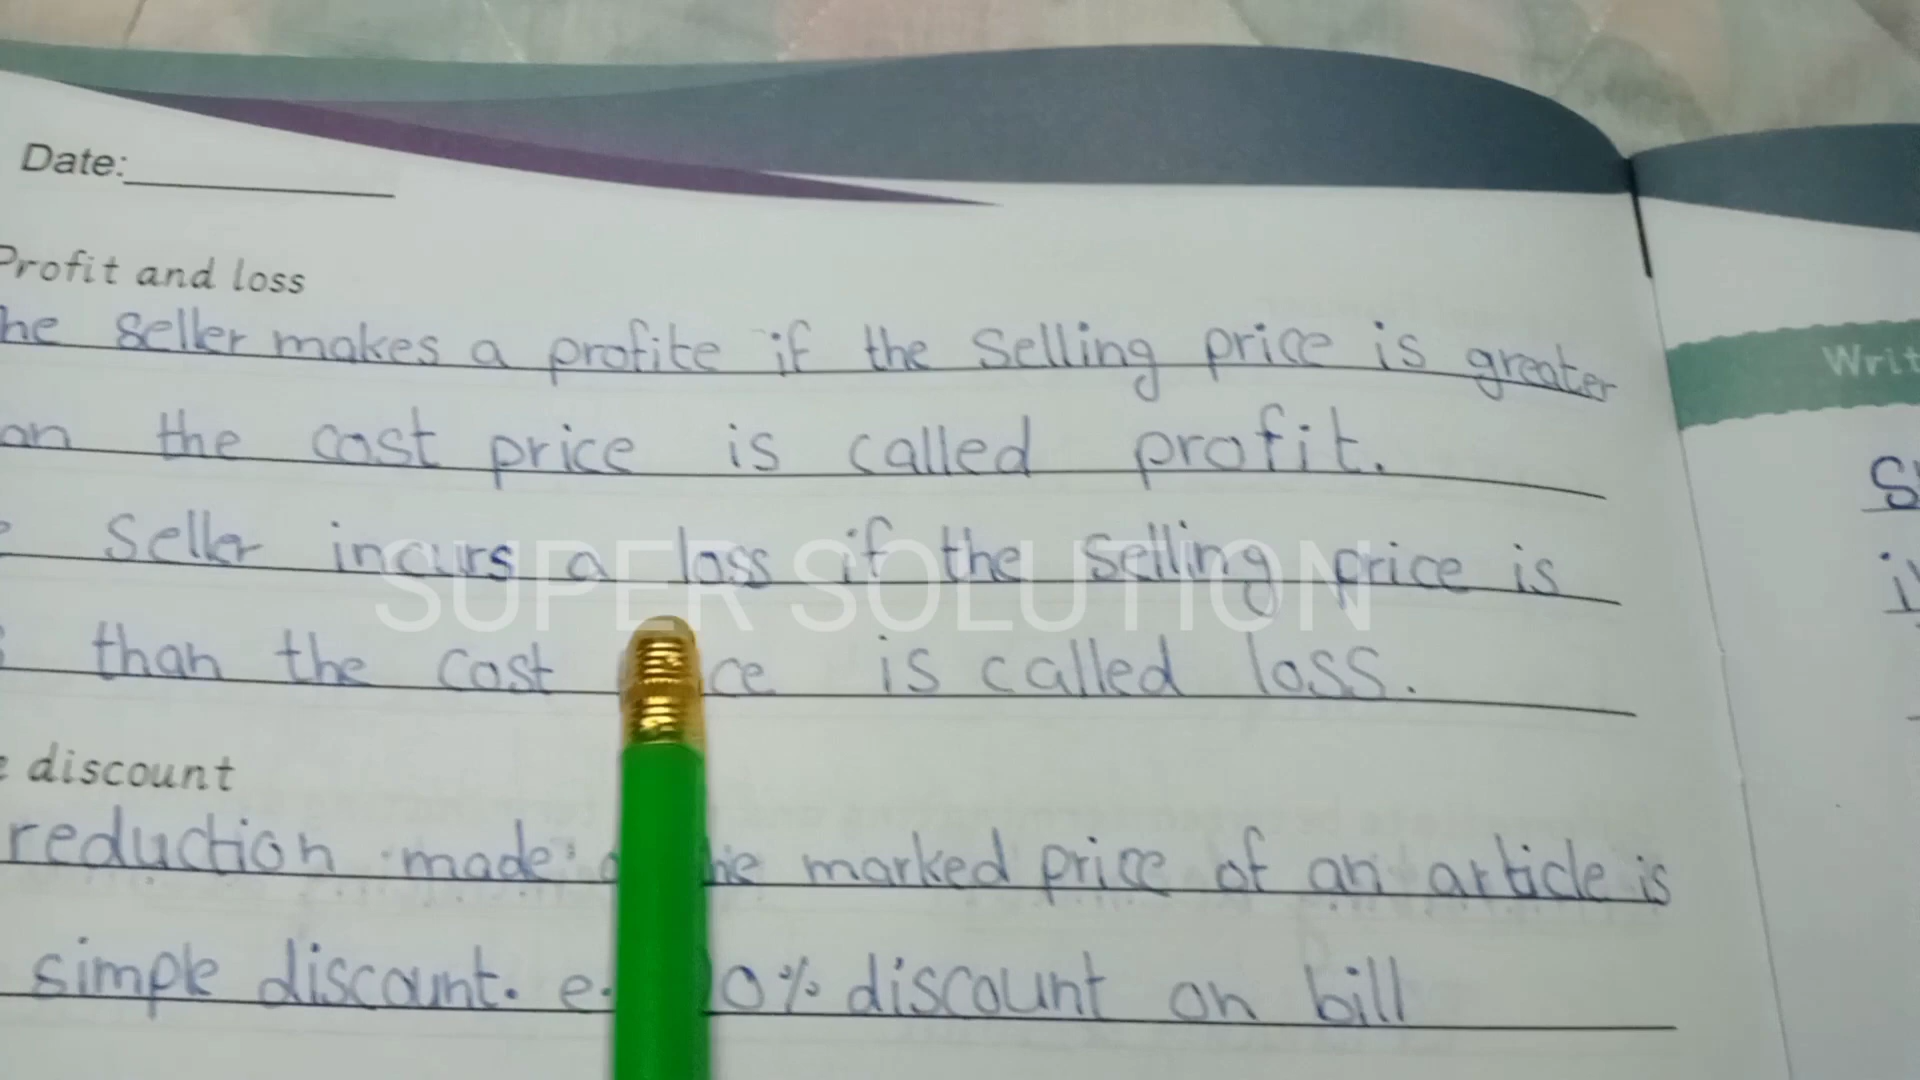 Date:
Profit and loss
he seller makes a profite if the selling price is greater
an the cost price is called profit.
seller incurs a loss if the selling price is
than the cost ce is called loss.
e discount
reduction made he marked price of an article is
simple discount. e. 10% discount on bill
SUPER SOLUTION
Writ